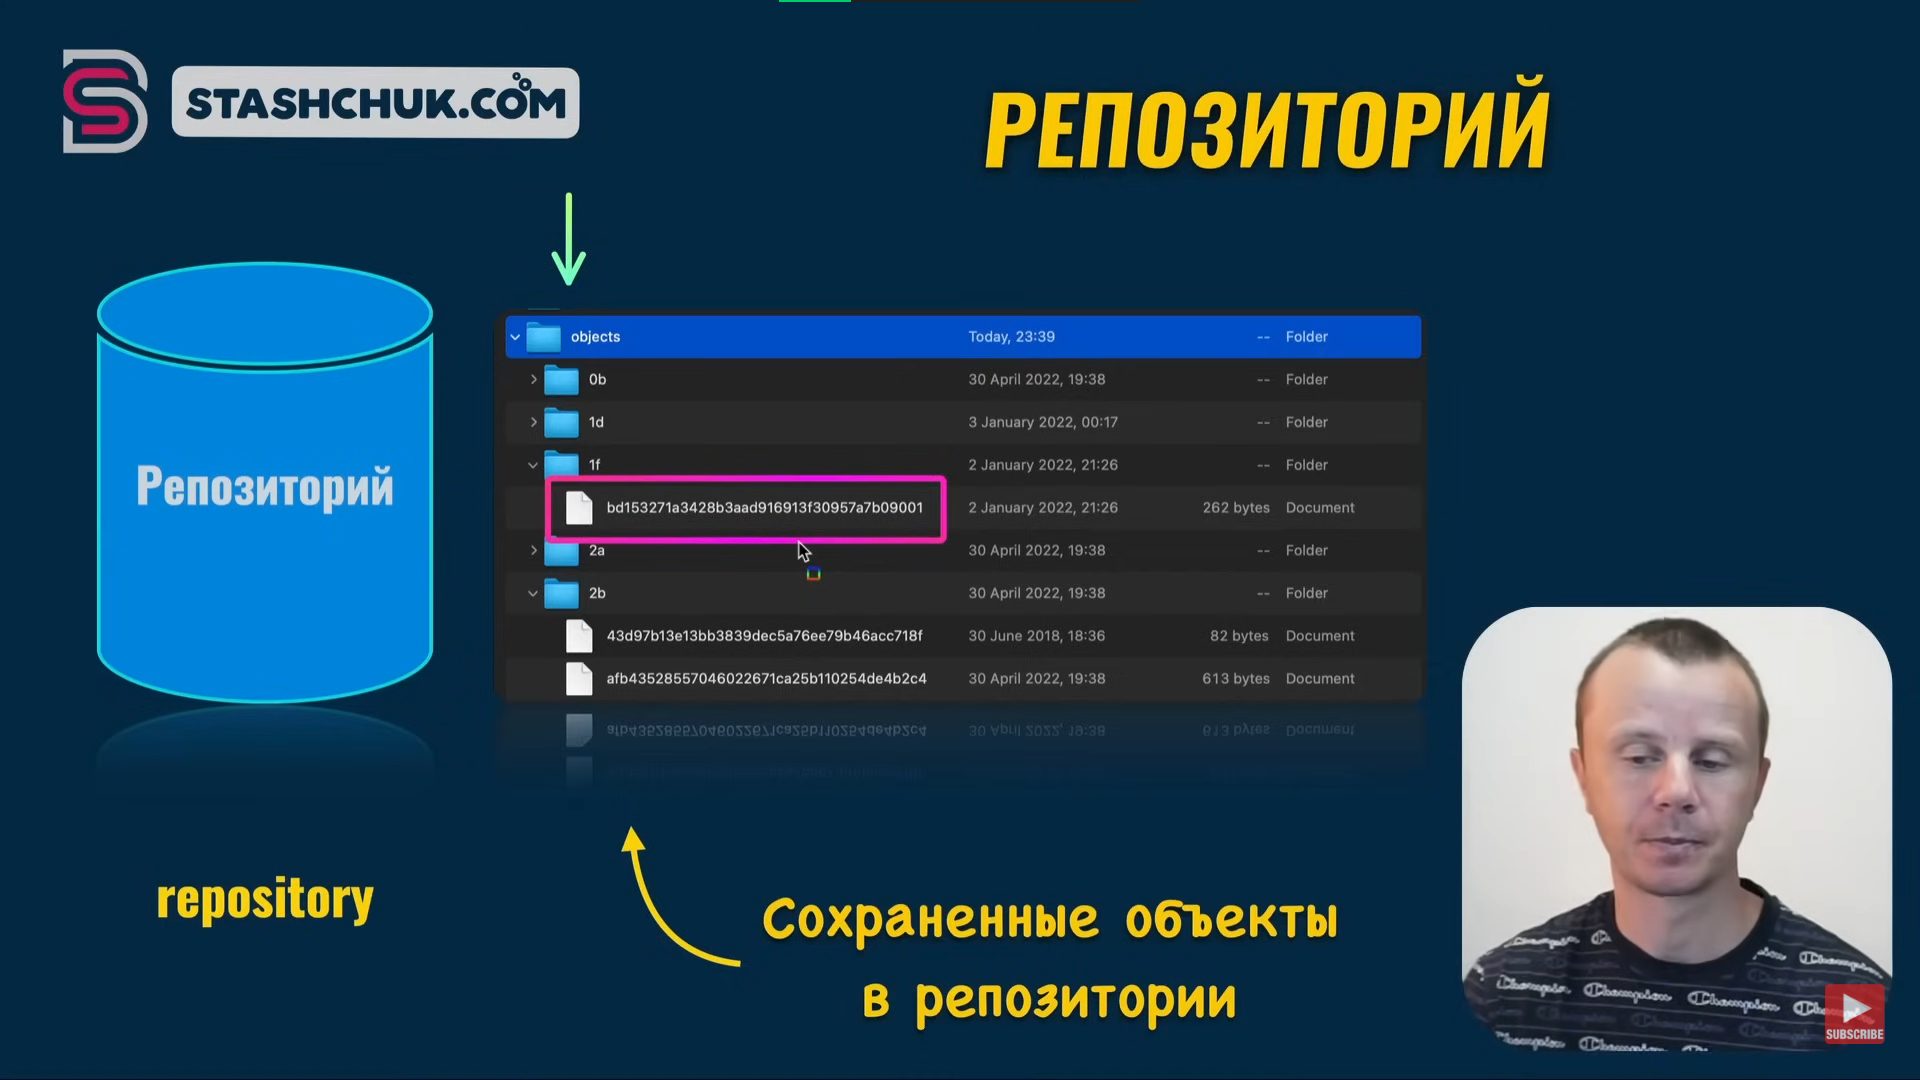 STASHCHUK.COM
РЕПОЗИТОРИЙ
Репозиторий
objects Today, 23:39 -- Folder
0b 30 April 2022, 19:38 -- Folder
1d 3 January 2022, 00:17 -- Folder
1f 2 January 2022, 21:26 -- Folder
bd153271a3428b3aad916913f30957a7b09001 2 January 2022, 21:26 262 bytes Document
2a 30 April 2022, 19:38 -- Folder
2b 30 April 2022, 19:38 -- Folder
43d97b13e13bb3839dec5a76ee79b46acc718f 30 June 2018, 18:36 82 bytes Document
afb43528557046022671ca25b110254de4b2c4 30 April 2022, 19:38 613 bytes Document
repository
Сохраненные объекты
в репозитории
Champion Champion Champion
SUBSCRIBE